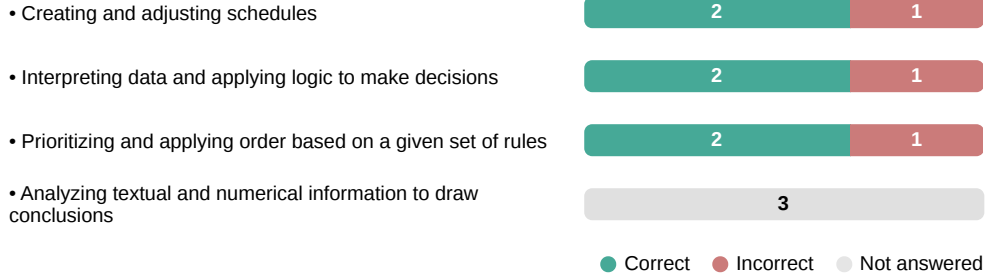 • Creating and adjusting schedules
2 1
• Interpreting data and applying logic to make decisions
2 1
• Prioritizing and applying order based on a given set of rules
2 1
• Analyzing textual and numerical information to draw
conclusions
3
Correct Incorrect Not answered